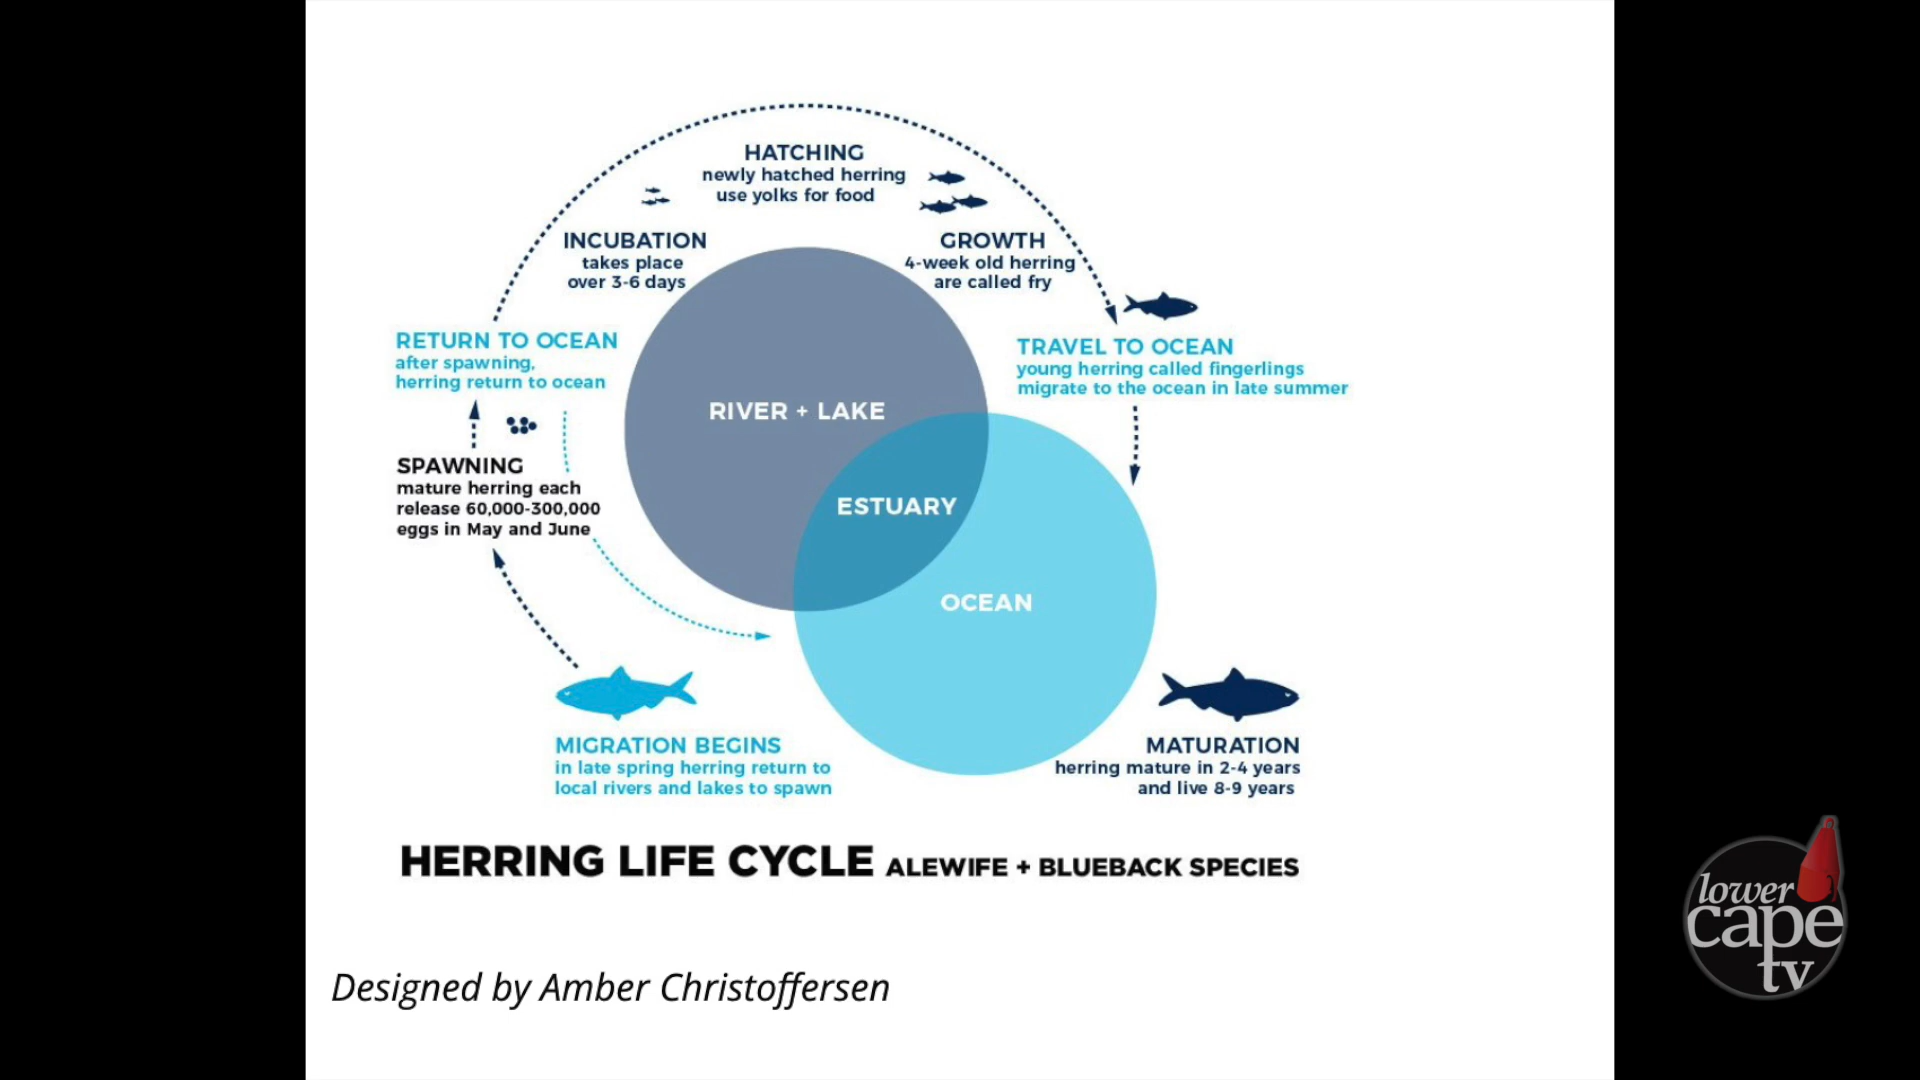 HATCHING
newly hatched herring
use yolks for food
INCUBATION
takes place
over 3-6 days
GROWTH
4-week old herring
are called fry
RETURN TO OCEAN
after spawning,
herring return to ocean
TRAVEL TO OCEAN
young herring called fingerlings
migrate to the ocean in late summer
RIVER + LAKE
SPAWNING
mature herring each
release 60,000-300,000
eggs in May and June
ESTUARY
OCEAN
MIGRATION BEGINS
in late spring herring return to
local rivers and lakes to spawn
MATURATION
herring mature in 2-4 years
and live 8-9 years
HERRING LIFE CYCLE ALEWIFE + BLUEBACK SPECIES
Designed by Amber Christoffersen
lower
cape
tv